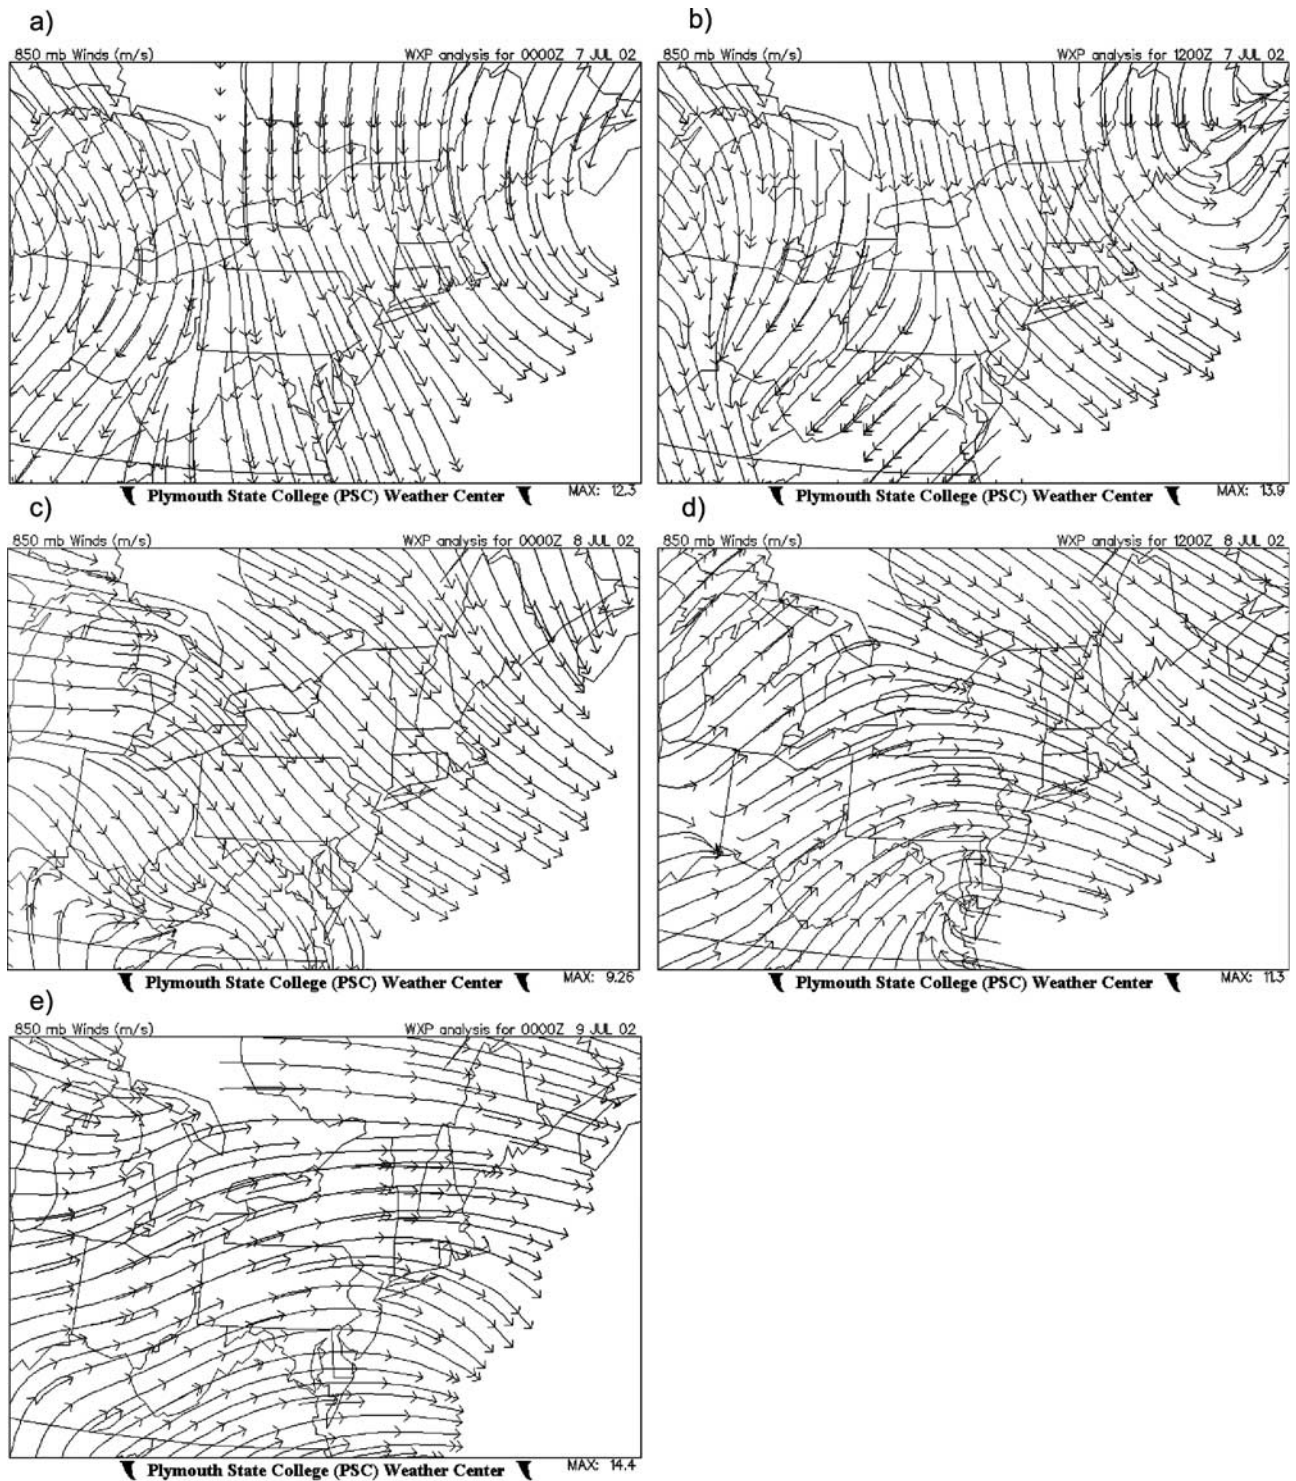 a)
850 mb Winds (m/s) WXP analysis for 0000Z 7 JUL 02
Plymouth State College (PSC) Weather Center MAX: 12.3
b)
850 mb Winds (m/s) WXP analysis for 1200Z 7 JUL 02
Plymouth State College (PSC) Weather Center MAX: 13.9
c)
850 mb Winds (m/s) WXP analysis for 0000Z 8 JUL 02
Plymouth State College (PSC) Weather Center MAX: 9.26
d)
850 mb Winds (m/s) WXP analysis for 1200Z 8 JUL 02
Plymouth State College (PSC) Weather Center MAX: 11.3
e)
850 mb Winds (m/s) WXP analysis for 0000Z 9 JUL 02
Plymouth State College (PSC) Weather Center MAX: 14.4